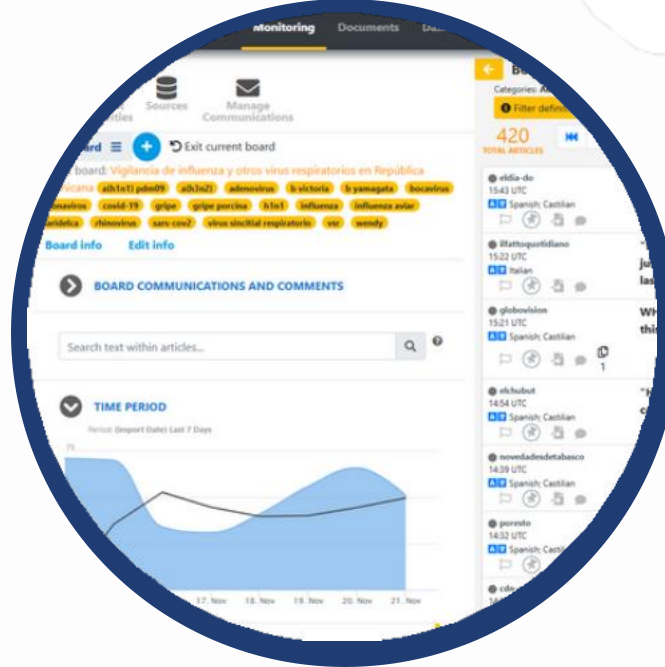 Monitoring Documents
Sources
Manage
Communications
Exit current board
board: Vigilancia de influenza y otros virus respiratorios en República
a(h1n1) pdm09 a(h3n2) adenovirus b victoria b yamagata bocavirus
covid-19 gripe gripe porcina h1n1 influenza influenza aviar
rhinovirus sars-cov2 virus sincitial respiratorio vsr wendy
Board info Edit info
BOARD COMMUNICATIONS AND COMMENTS
Search text within articles...
TIME PERIOD
Period: (Import Date) Last 7 Days
75
17. Nov 18. Nov 19. Nov 20. Nov 21. Nov
Categories:
Filter
420
TOTAL ARTICLES
eldia-do
15:43 UTC
Spanish; Castilian
ilfattoquotidiano
15:22 UTC
Italian
globovision
15:21 UTC
Spanish; Castilian
1
elchubut
14:54 UTC
Spanish; Castilian
novedadesdetabasco
14:39 UTC
Spanish; Castilian
poresto
14:32 UTC
Spanish;